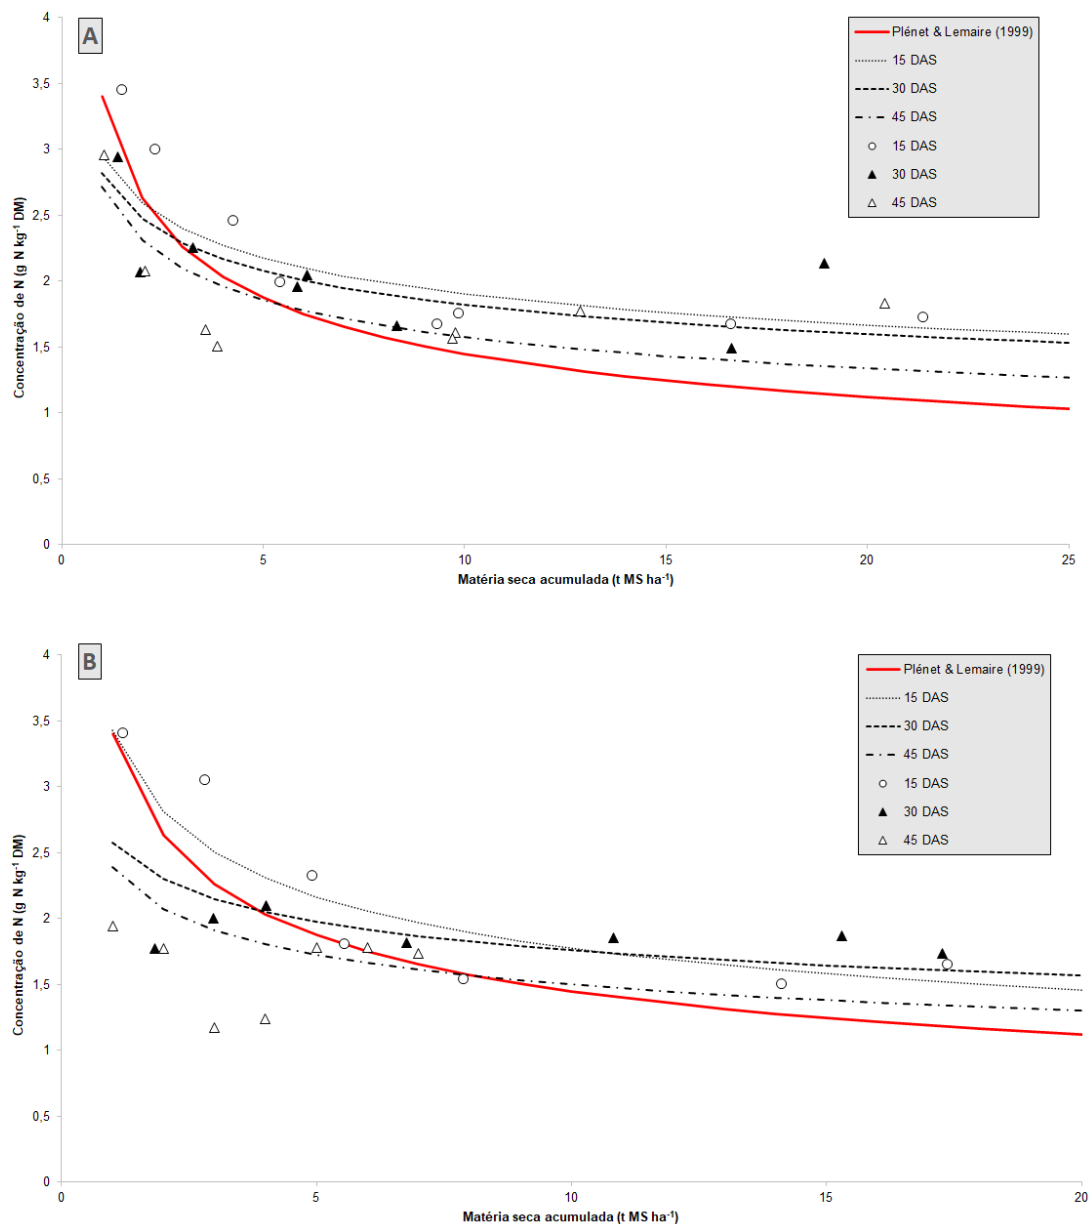 A
4
3,5
3
2,5
2
1,5
1
0,5
0
Concentração de N (g N kg⁻¹ DM)
0 5 10 15 20 25
Matéria seca acumulada (t MS ha⁻¹)
Plénet & Lemaire (1999)
15 DAS
30 DAS
45 DAS
15 DAS
30 DAS
45 DAS
B
4
3,5
3
2,5
2
1,5
1
0,5
0
Concentração de N (g N kg⁻¹ DM)
0 5 10 15 20
Matéria seca acumulada (t MS ha⁻¹)
Plénet & Lemaire (1999)
15 DAS
30 DAS
45 DAS
15 DAS
30 DAS
45 DAS